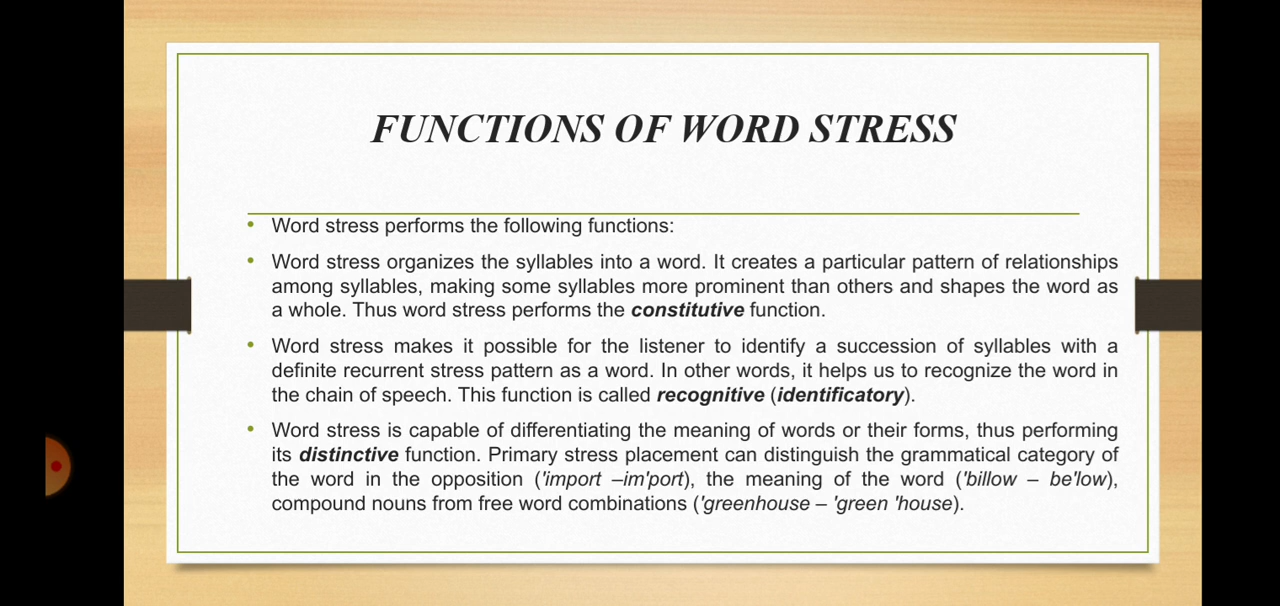 FUNCTIONS OF WORD STRESS
• Word stress performs the following functions:
• Word stress organizes the syllables into a word. It creates a particular pattern of relationships
among syllables, making some syllables more prominent than others and shapes the word as
a whole. Thus word stress performs the constitutive function.
• Word stress makes it possible for the listener to identify a succession of syllables with a
definite recurrent stress pattern as a word. In other words, it helps us to recognize the word in
the chain of speech. This function is called recognitive (identificatory).
• Word stress is capable of differentiating the meaning of words or their forms, thus performing
its distinctive function. Primary stress placement can distinguish the grammatical category of
the word in the opposition ('import –im'port), the meaning of the word ('billow – be'low),
compound nouns from free word combinations ('greenhouse – 'green 'house).